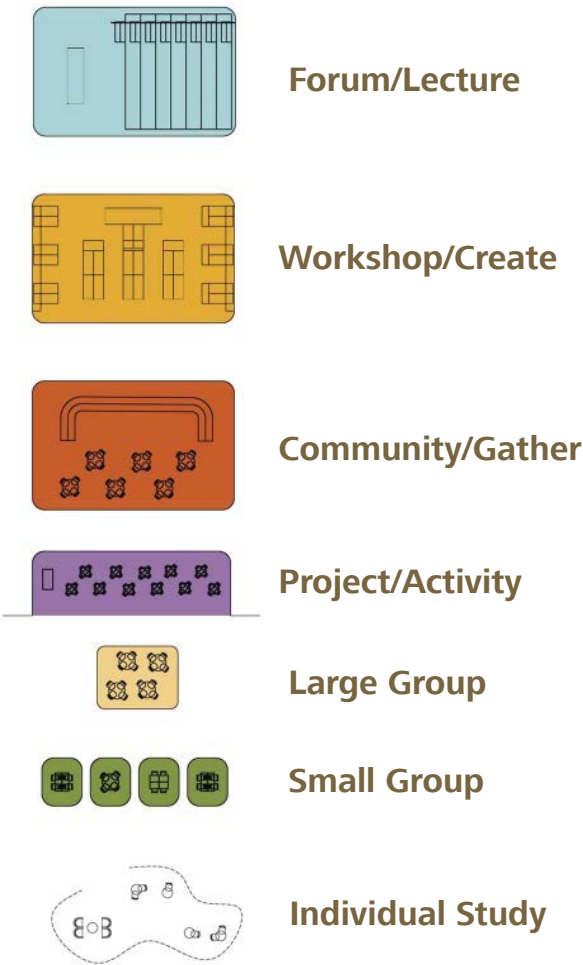 Forum/Lecture
Workshop/Create
Community/Gather
Project/Activity
Large Group
Small Group
Individual Study